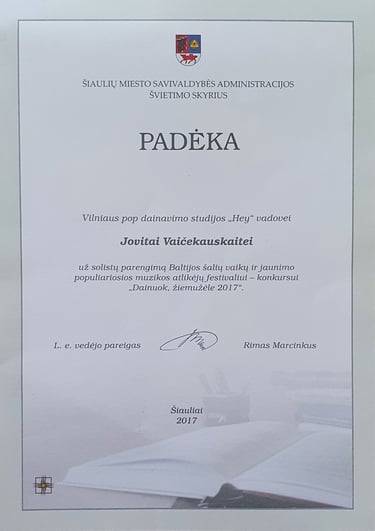 ŠIAULIŲ MIESTO SAVIVALDYBĖS ADMINISTRACIJOS
ŠVIETIMO SKYRIUS
PADĖKA
Vilniaus pop dainavimo studijos „Hey“ vadovei
Jovitai Vaičekauskaitei
už solistų parengimą Baltijos šalių vaikų ir jaunimo
populiariosios muzikos atlikėjų festivaliui – konkursui
„Dainuok, žiemužėle 2017“.
L. e. vedėjo pareigas Rimas Marcinkus
Šiauliai
2017